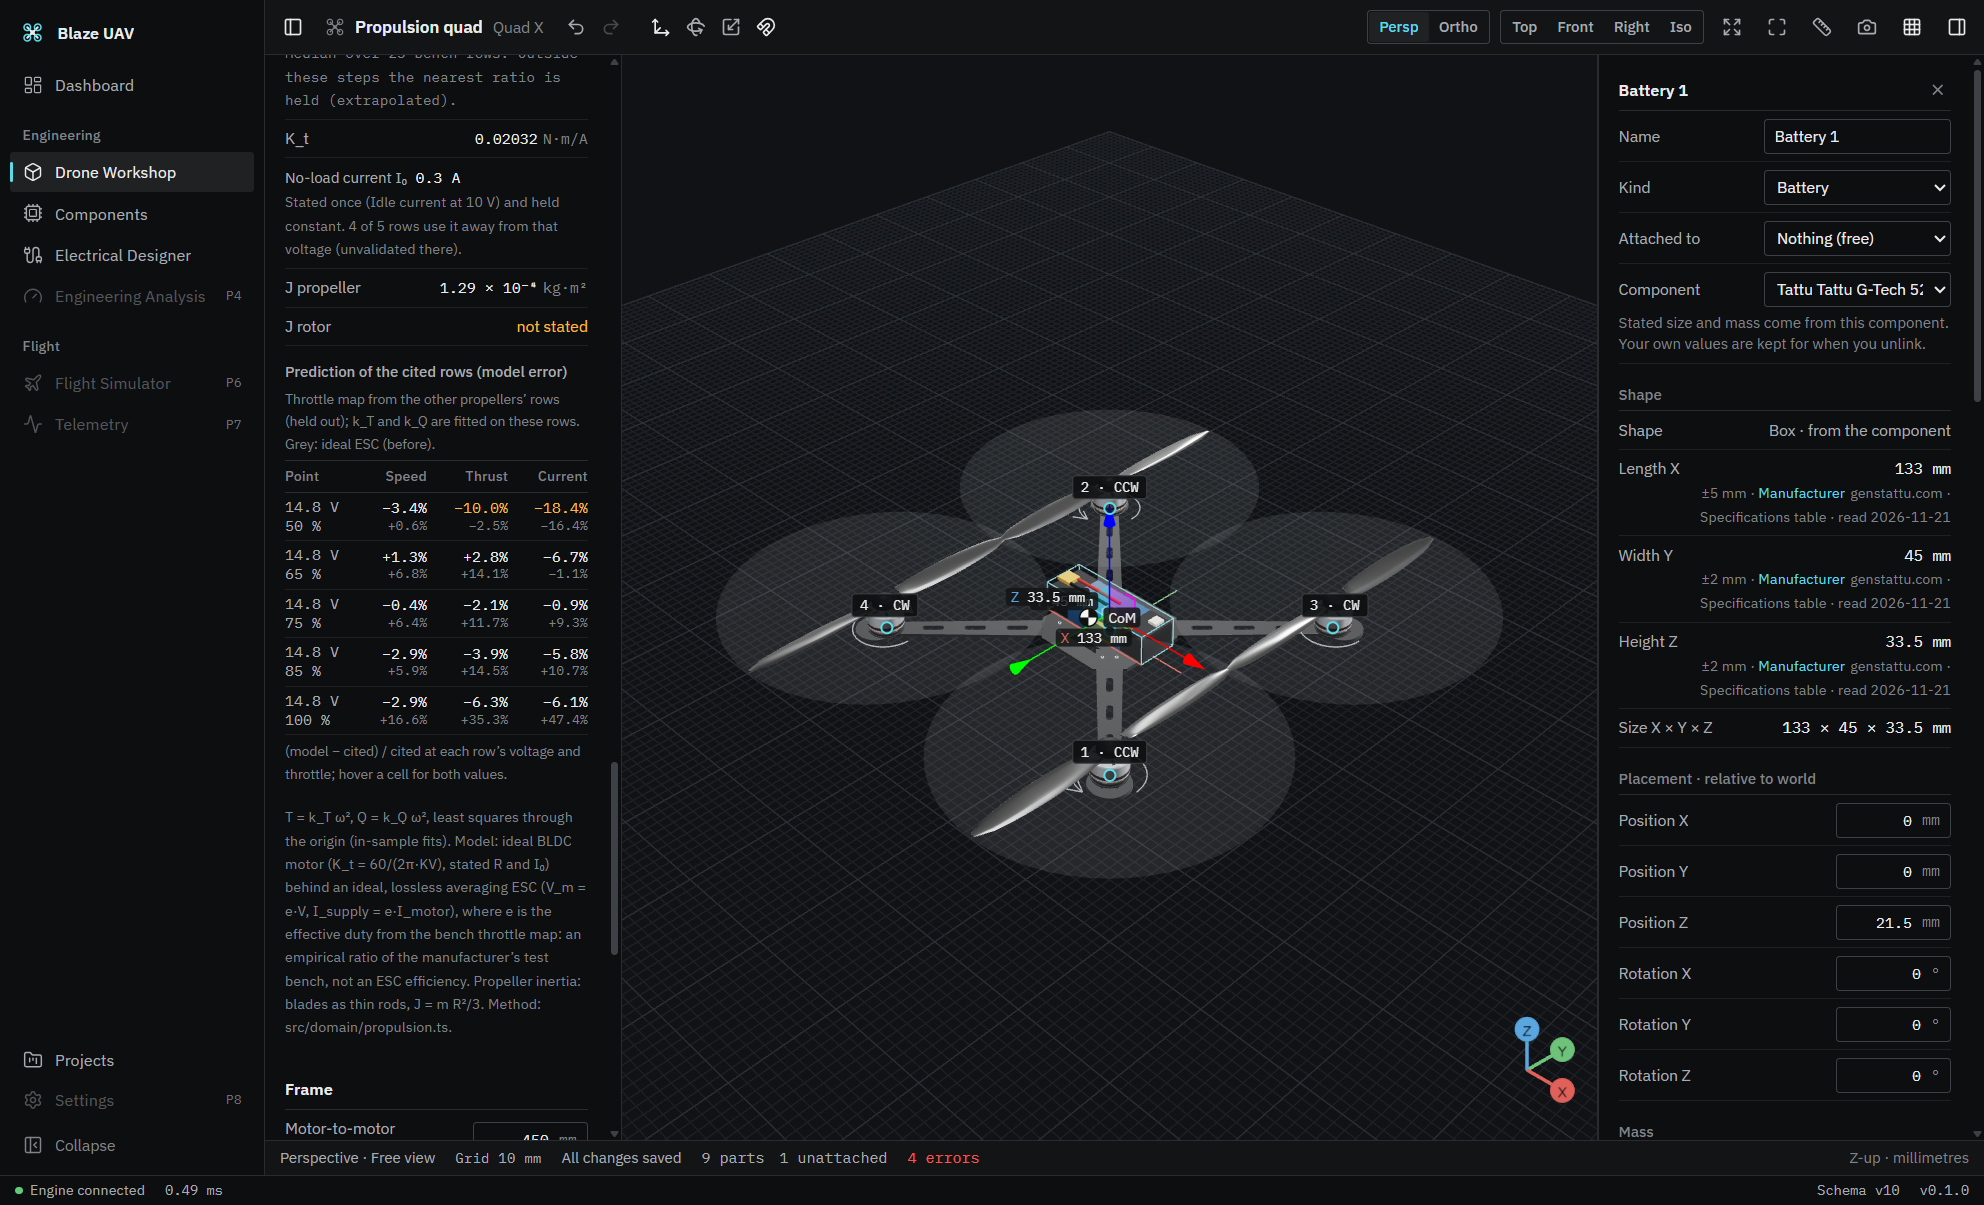 Blaze UAV
Dashboard
Engineering
Drone Workshop
Components
Electrical Designer
Engineering Analysis P4
Flight
Flight Simulator P6
Telemetry P7
Projects
Settings P8
Collapse
Propulsion quad Quad X
Persp Ortho Top Front Right Iso
these steps the nearest ratio is
held (extrapolated).
K_t 0.02032 N·m/A
No-load current I₀ 0.3 A
Stated once (Idle current at 10 V) and held
constant. 4 of 5 rows use it away from that
voltage (unvalidated there).
J propeller 1.29 × 10⁻⁴ kg·m²
J rotor not stated
Prediction of the cited rows (model error)
Throttle map from the other propellers’ rows
(held out); k_T and k_Q are fitted on these rows.
Grey: ideal ESC (before).
Point Speed Thrust Current
14.8 V −3.4% −10.0% −18.4%
50 % +0.6% −2.5% −16.4%
14.8 V +1.3% +2.8% −6.7%
65 % +6.8% +14.1% −1.1%
14.8 V −0.4% −2.1% −0.9%
75 % +6.4% +11.7% +9.3%
14.8 V −2.9% −3.9% −5.8%
85 % +5.9% +14.5% +10.7%
14.8 V −2.9% −6.3% −6.1%
100 % +16.6% +35.3% +47.4%
(model − cited) / cited at each row’s voltage and
throttle; hover a cell for both values.
T = k_T ω², Q = k_Q ω², least squares through
the origin (in-sample fits). Model: ideal BLDC
motor (K_t = 60/(2π·KV), stated R and I₀)
behind an ideal, lossless averaging ESC (V_m =
e·V, I_supply = e·I_motor), where e is the
effective duty from the bench throttle map: an
empirical ratio of the manufacturer’s test
bench, not an ESC efficiency. Propeller inertia:
blades as thin rods, J = m R²/3. Method:
src/domain/propulsion.ts.
Frame
Motor-to-motor 450 mm
2 · CCW
4 · CW
3 · CW
Z 33.5 mm
CoM
X 133 mm
1 · CCW
Z
Y
X
Battery 1
Name Battery 1
Kind Battery
Attached to Nothing (free)
Component Tattu Tattu G-Tech 52
Stated size and mass come from this component.
Your own values are kept for when you unlink.
Shape
Shape Box · from the component
Length X 133 mm
±5 mm · Manufacturer genstattu.com ·
Specifications table · read 2026-11-21
Width Y 45 mm
±2 mm · Manufacturer genstattu.com ·
Specifications table · read 2026-11-21
Height Z 33.5 mm
±2 mm · Manufacturer genstattu.com ·
Specifications table · read 2026-11-21
Size X × Y × Z 133 × 45 × 33.5 mm
Placement · relative to world
Position X 0 mm
Position Y 0 mm
Position Z 21.5 mm
Rotation X 0 °
Rotation Y 0 °
Rotation Z 0 °
Mass
Perspective · Free view Grid 10 mm All changes saved 9 parts 1 unattached 4 errors Z-up · millimetres
Engine connected 0.49 ms Schema v10 v0.1.0